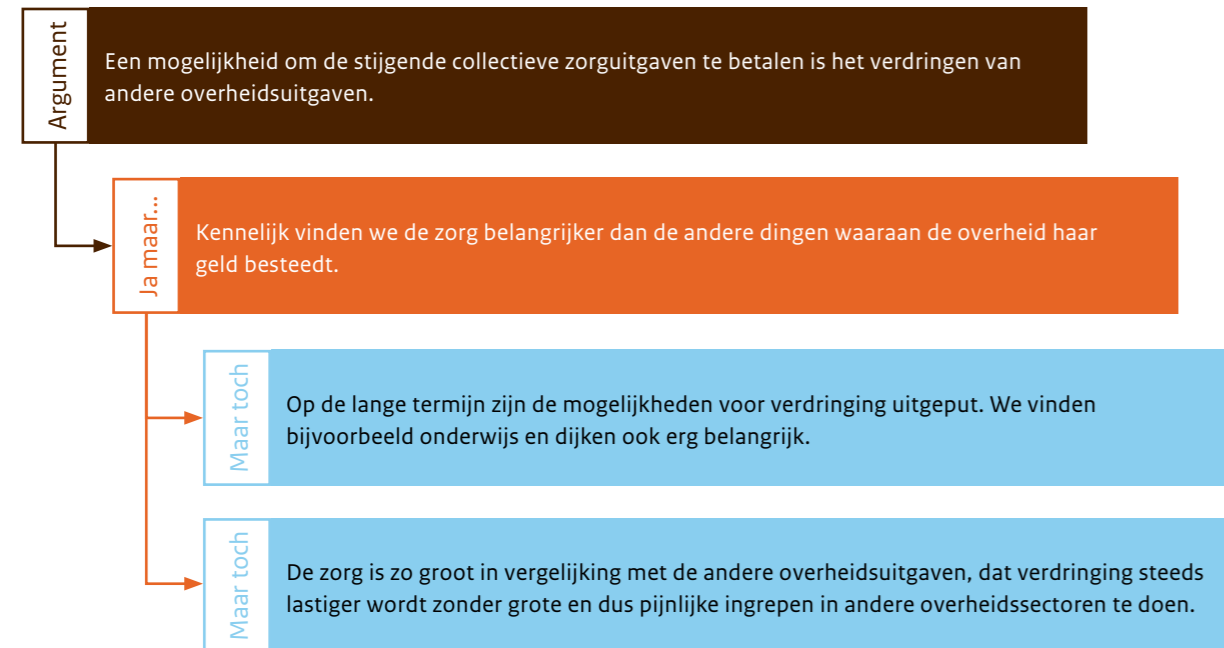 Argument
Een mogelijkheid om de stijgende collectieve zorguitgaven te betalen is het verdringen van
andere overheidsuitgaven.
Ja maar...
Kennelijk vinden we de zorg belangrijker dan de andere dingen waaraan de overheid haar
geld besteedt.
Maar toch
Op de lange termijn zijn de mogelijkheden voor verdringing uitgeput. We vinden
bijvoorbeeld onderwijs en dijken ook erg belangrijk.
Maar toch
De zorg is zo groot in vergelijking met de andere overheidsuitgaven, dat verdringing steeds
lastiger wordt zonder grote en dus pijnlijke ingrepen in andere overheidssectoren te doen.